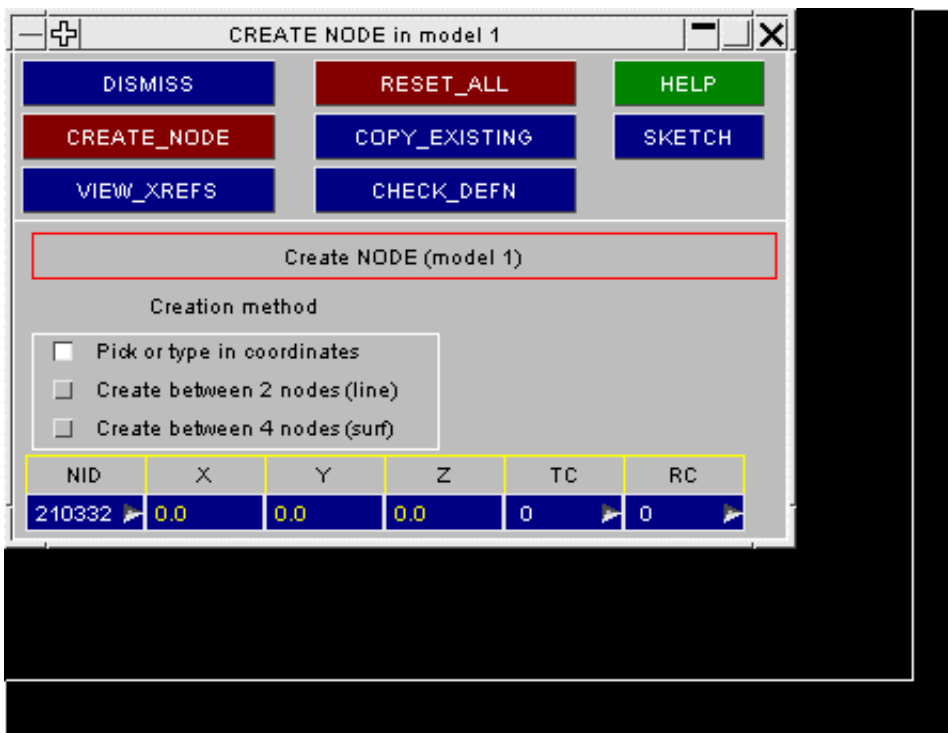 CREATE NODE in model 1
DISMISS RESET_ALL HELP
CREATE_NODE COPY_EXISTING SKETCH
VIEW_XREFS CHECK_DEFN
Create NODE (model 1)
Creation method
Pick or type in coordinates
Create between 2 nodes (line)
Create between 4 nodes (surf)
NID X Y Z TC RC
210332 0.0 0.0 0.0 0 0